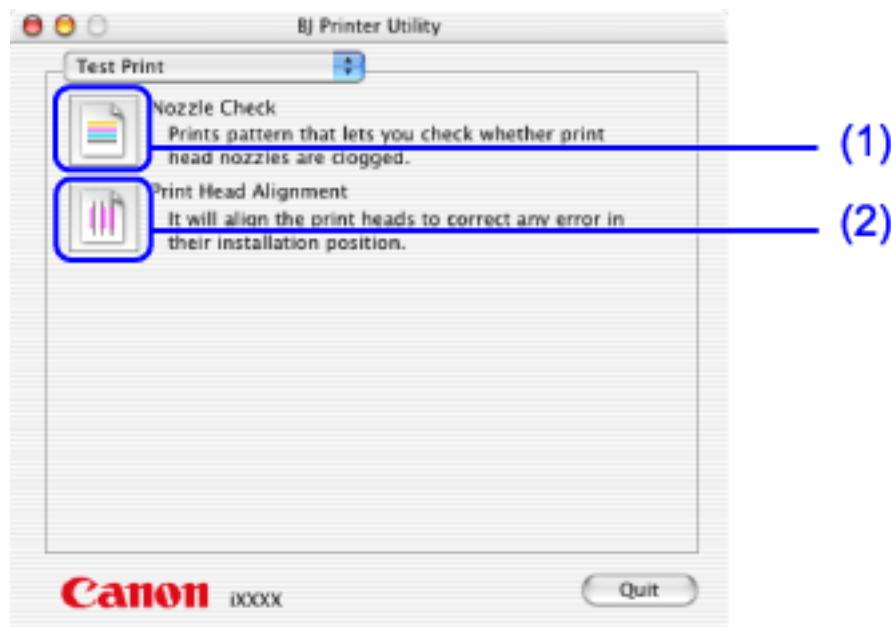 BJ Printer Utility
Test Print
Nozzle Check
Prints pattern that lets you check whether print
head nozzles are clogged.
(1)
Print Head Alignment
It will align the print heads to correct any error in
their installation position.
(2)
Canon iXXXX
Quit